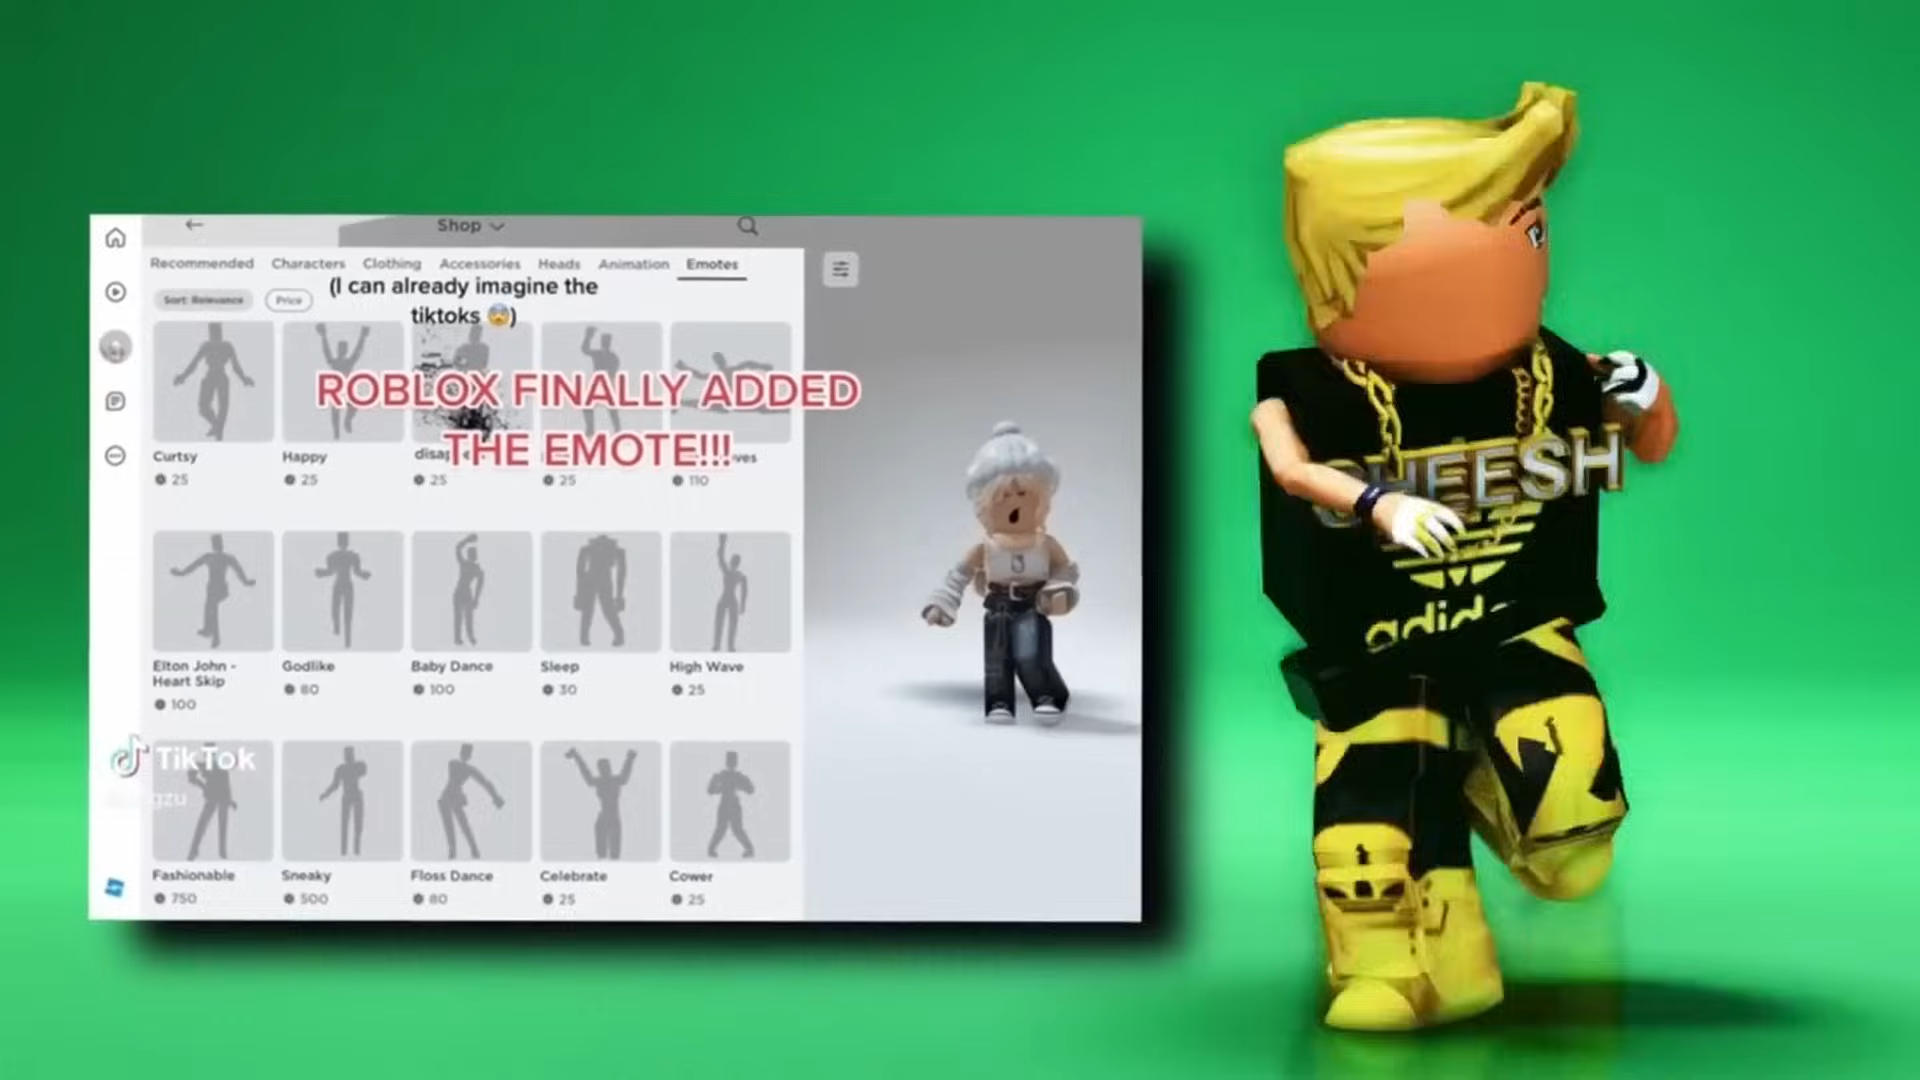 Shop
Recommended Characters Clothing Accessories Heads Animation Emotes
(I can already imagine the
tiktoks 😨)
Sort: Relevance Price
ROBLOX FINALLY ADDED
THE EMOTE!!!
Curtsy Happy
25 25 25 25 110
Elton John -
Heart Skip
Godlike Baby Dance Sleep High Wave
100 80 100 30 25
TikTok
Fashionable Sneaky Floss Dance Celebrate Cower
750 500 80 25 25
CHEESH